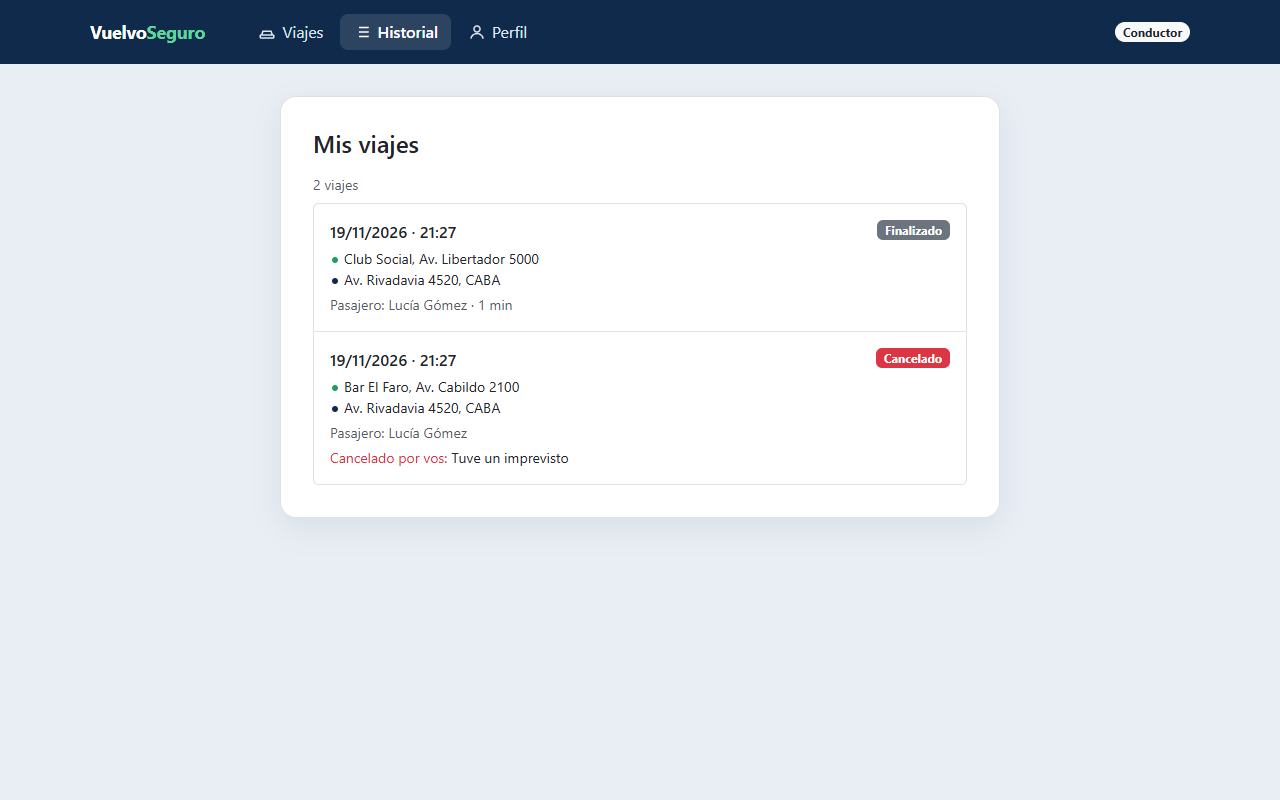 VuelvoSeguro
Viajes
Historial
Perfil
Conductor
Mis viajes
2 viajes
19/11/2026 · 21:27
Finalizado
Club Social, Av. Libertador 5000
Av. Rivadavia 4520, CABA
Pasajero: Lucía Gómez · 1 min
19/11/2026 · 21:27
Cancelado
Bar El Faro, Av. Cabildo 2100
Av. Rivadavia 4520, CABA
Pasajero: Lucía Gómez
Cancelado por vos: Tuve un imprevisto